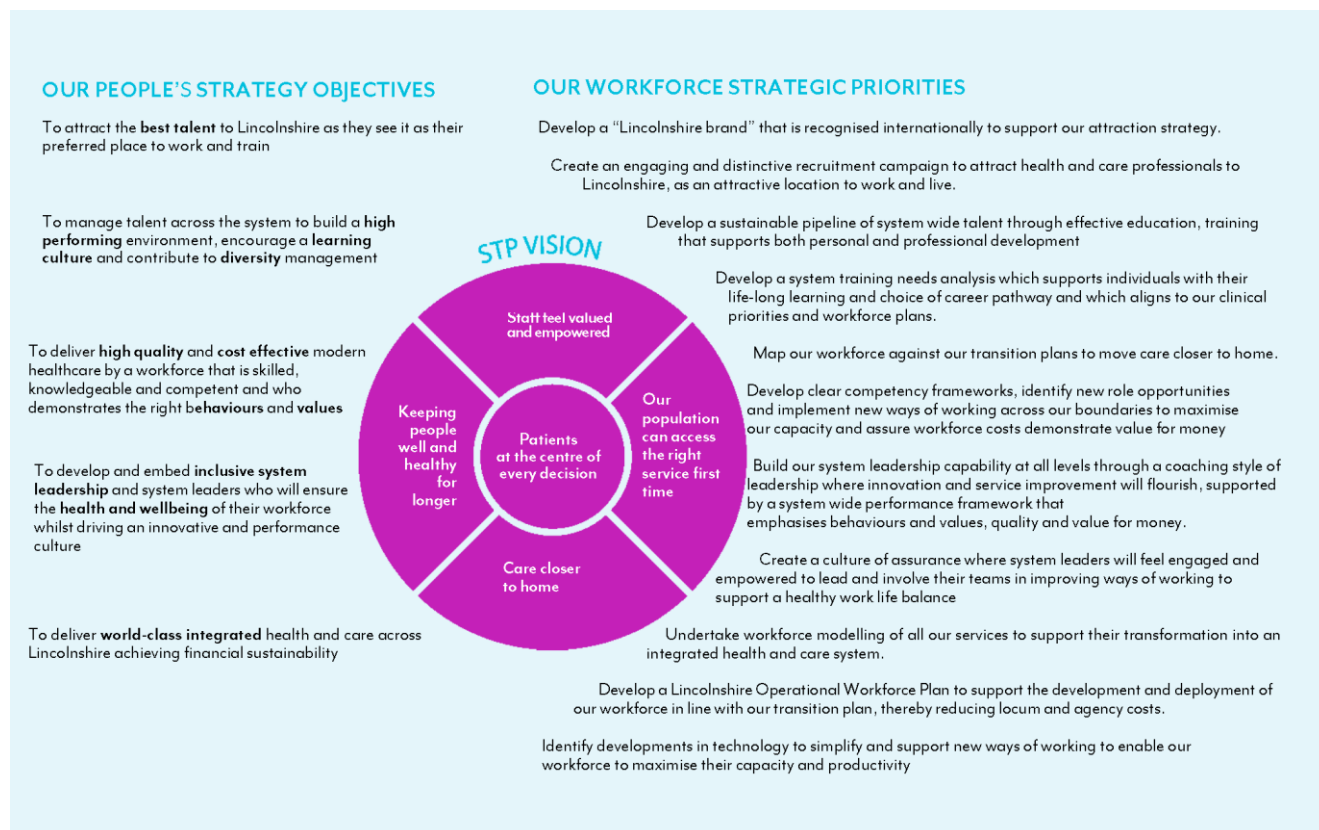 OUR PEOPLE'S STRATEGY OBJECTIVES
To attract the best talent to Lincolnshire as they see it as their
preferred place to work and train
To manage talent across the system to build a high
performing environment, encourage a learning
culture and contribute to diversity management
To deliver high quality and cost effective modern
healthcare by a workforce that is skilled,
knowledgeable and competent and who
demonstrates the right behaviours and values
To develop and embed inclusive system
leadership and system leaders who will ensure
the health and wellbeing of their workforce
whilst driving an innovative and performance
culture
To deliver world-class integrated health and care across
Lincolnshire achieving financial sustainability
STP VISION
Staff feel valued
and empowered
Keeping
people
well and
healthy
for
longer
Patients
at the centre of
every decision
Our
population
can access
the right
service first
time
Care closer
to home
OUR WORKFORCE STRATEGIC PRIORITIES
Develop a “Lincolnshire brand” that is recognised internationally to support our attraction strategy.
Create an engaging and distinctive recruitment campaign to attract health and care professionals to
Lincolnshire, as an attractive location to work and live.
Develop a sustainable pipeline of system wide talent through effective education, training
that supports both personal and professional development
Develop a system training needs analysis which supports individuals with their
life-long learning and choice of career pathway and which aligns to our clinical
priorities and workforce plans.
Map our workforce against our transition plans to move care closer to home.
Develop clear competency frameworks, identify new role opportunities
and implement new ways of working across our boundaries to maximise
our capacity and assure workforce costs demonstrate value for money
Build our system leadership capability at all levels through a coaching style of
leadership where innovation and service improvement will flourish, supported
by a system wide performance framework that
emphasises behaviours and values, quality and value for money.
Create a culture of assurance where system leaders will feel engaged and
empowered to lead and involve their teams in improving ways of working to
support a healthy work life balance
Undertake workforce modelling of all our services to support their transformation into an
integrated health and care system.
Develop a Lincolnshire Operational Workforce Plan to support the development and deployment of
our workforce in line with our transition plan, thereby reducing locum and agency costs.
Identify developments in technology to simplify and support new ways of working to enable our
workforce to maximise their capacity and productivity